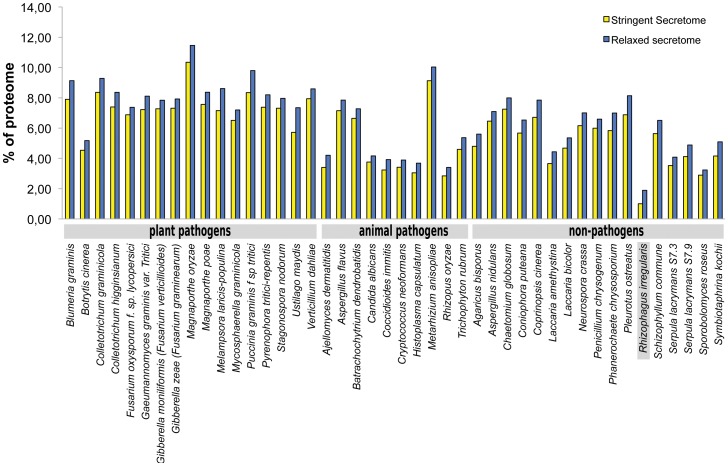 Stringent Secretome
Relaxed secretome
% of proteome
14,00
12,00
10,00
8,00
6,00
4,00
2,00
0,00
plant pathogens
animal pathogens
non-pathogens
Blumeria graminis
Botrytis cinerea
Colletotrichum graminicola
Colletotrichum higginsianum
Fusarium oxysporum f. sp. lycopersici
Gaeumannomyces graminis var. Tritici
Gibberella moniliformis (Fusarium verticillioides)
Gibberella zeae (Fusarium graminearum)
Magnaporthe oryzae
Magnaporthe poae
Melampsora laricis-populina
Mycosphaerella graminicola
Puccinia graminis f sp tritici
Pyrenophora tritici-repentis
Stagonospora nodorum
Ustilago maydis
Verticillium dahliae
Ajellomyces dermatitidis
Aspergillus flavus
Batrachochytrium dendrobatidis
Candida albicans
Coccidioides immitis
Cryptococcus neoformans
Histoplasma capsulatum
Metarhizium anisopliae
Rhizopus oryzae
Trichophyton rubrum
Agaricus bisporus
Aspergillus nidulans
Chaetomium globosum
Coniophora puteana
Coprinopsis cinerea
Laccaria amethystina
Laccaria bicolor
Neurospora crassa
Penicillium chrysogenum
Phanerochaete chrysosporium
Pleurotus ostreatus
Rhizophagus irregularis
Schizophyllum commune
Serpula lacrymans S7.3
Serpula lacrymans S7.9
Sporobolomyces roseus
Symbiotaphrina kochii